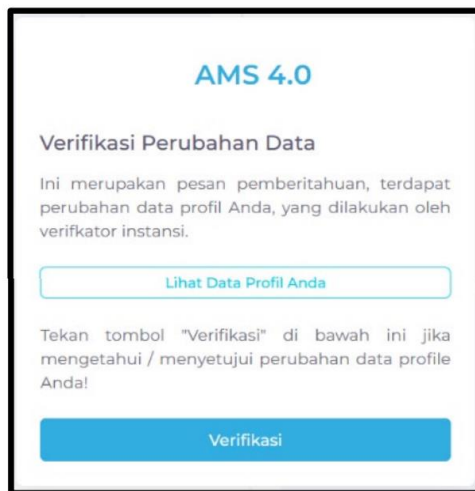 AMS 4.0
Verifikasi Perubahan Data
Ini merupakan pesan pemberitahuan, terdapat
perubahan data profil Anda, yang dilakukan oleh
verifkator instansi.
Lihat Data Profil Anda
Tekan tombol "Verifikasi" di bawah ini jika
mengetahui / menyetujui perubahan data profile
Anda!
Verifikasi